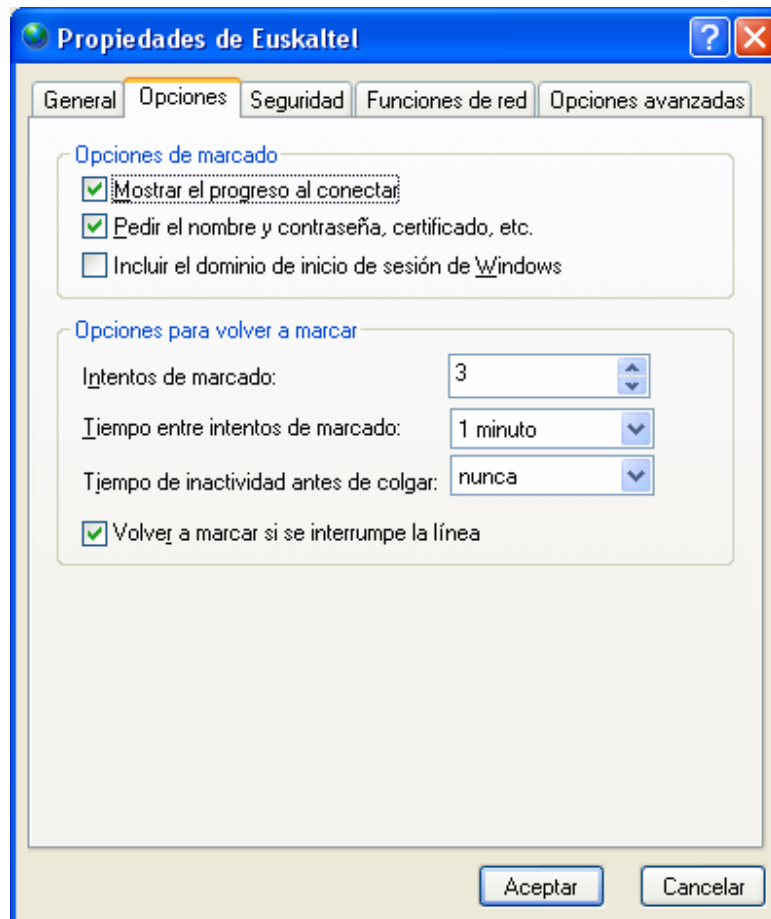 Propiedades de Euskaltel
General Opciones Seguridad Funciones de red Opciones avanzadas
Opciones de marcado
Mostrar el progreso al conectar
Pedir el nombre y contraseña, certificado, etc.
Incluir el dominio de inicio de sesión de Windows
Opciones para volver a marcar
Intentos de marcado: 3
Tiempo entre intentos de marcado: 1 minuto
Tiempo de inactividad antes de colgar: nunca
Volver a marcar si se interrumpe la línea
Aceptar Cancelar